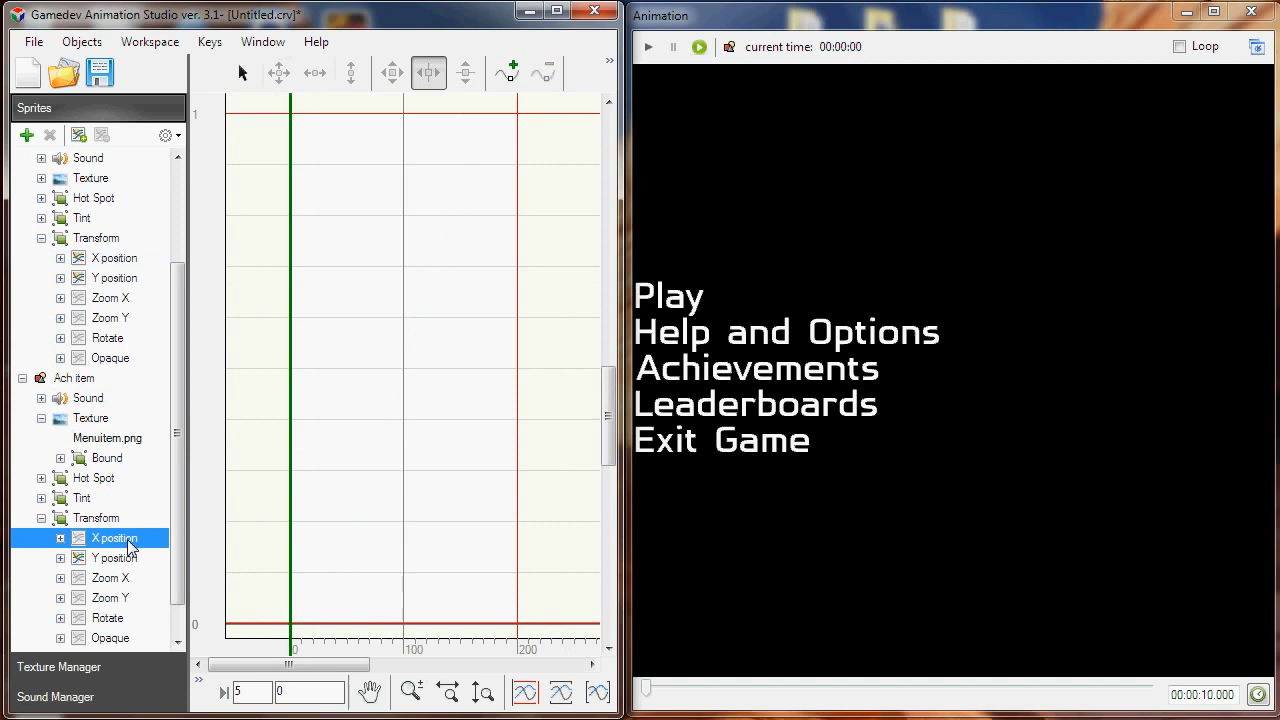 Gamedev Animation Studio ver. 3.1- [Untitled.crv]*
File Objects Workspace Keys Window Help
Sprites
Sound
Texture
Hot Spot
Tint
Transform
X position
Y position
Zoom X
Zoom Y
Rotate
Opaque
Ach item
Sound
Texture
Menuitem.png
Bound
Hot Spot
Tint
Transform
X position
Y position
Zoom X
Zoom Y
Rotate
Opaque
Texture Manager
Sound Manager
1
0
0 100 200
5 0
Animation
current time: 00:00:00 Loop
Play
Help and Options
Achievements
Leaderboards
Exit Game
00:00:10.000